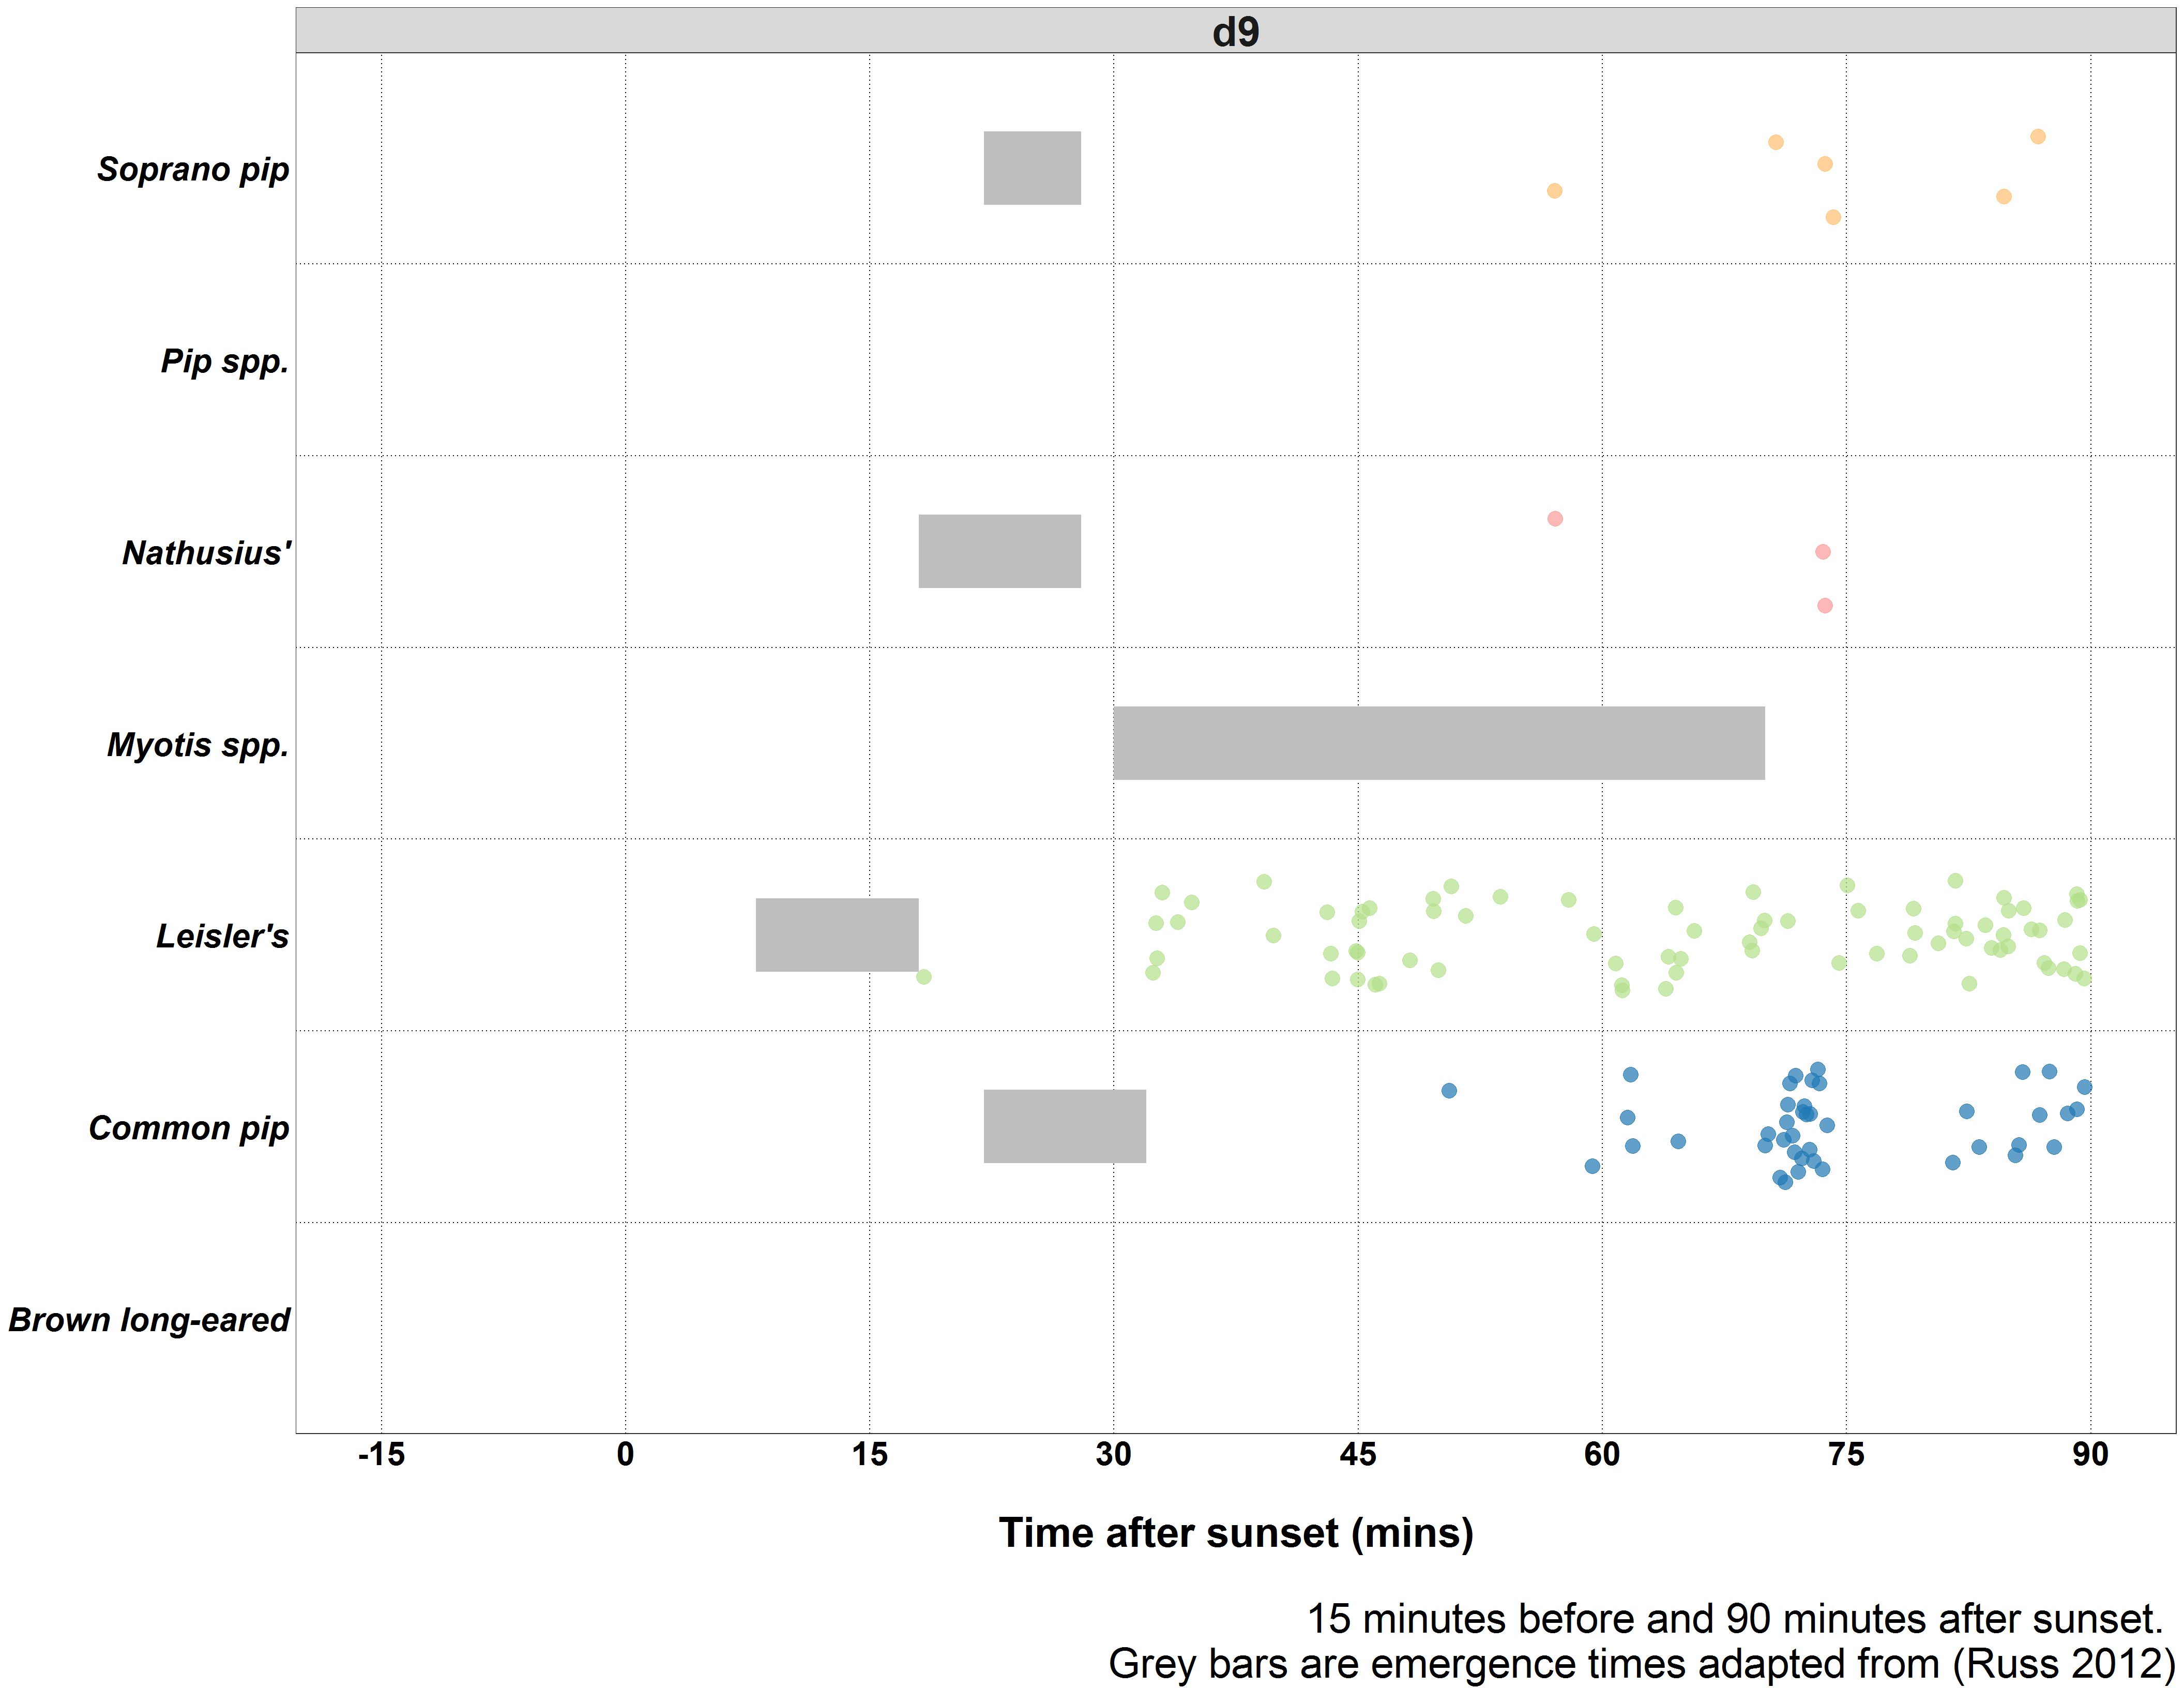 d9
Soprano pip
Pip spp.
Nathusius'
Myotis spp.
Leisler's
Common pip
Brown long-eared
-15 0 15 30 45 60 75 90
Time after sunset (mins)
15 minutes before and 90 minutes after sunset.
Grey bars are emergence times adapted from (Russ 2012)